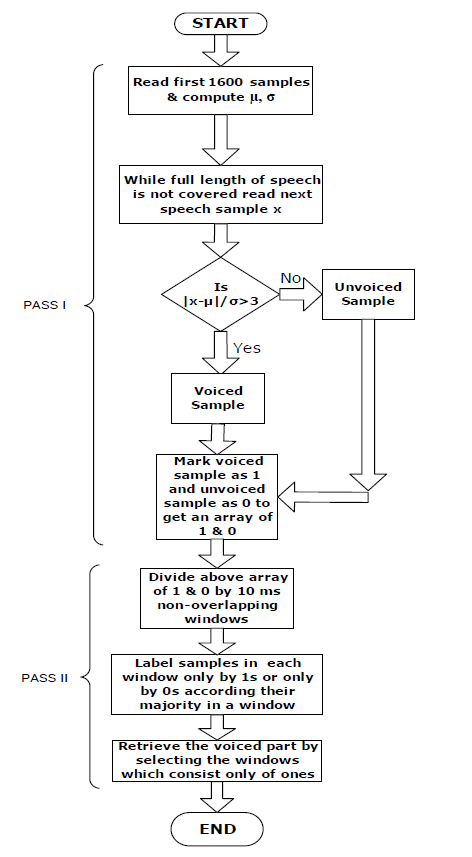 START
Read first 1600 samples
& compute μ, σ
While full length of speech
is not covered read next
speech sample x
Is
|x-μ|/σ>3
No
Unvoiced
Sample
PASS I
Yes
Voiced
Sample
Mark voiced
sample as 1
and unvoiced
sample as 0 to
get an array of
1 & 0
Divide above array
of 1 & 0 by 10 ms
non-overlapping
windows
PASS II
Label samples in each
window only by 1s or only
by 0s according their
majority in a window
Retrieve the voiced part by
selecting the windows
which consist only of ones
END